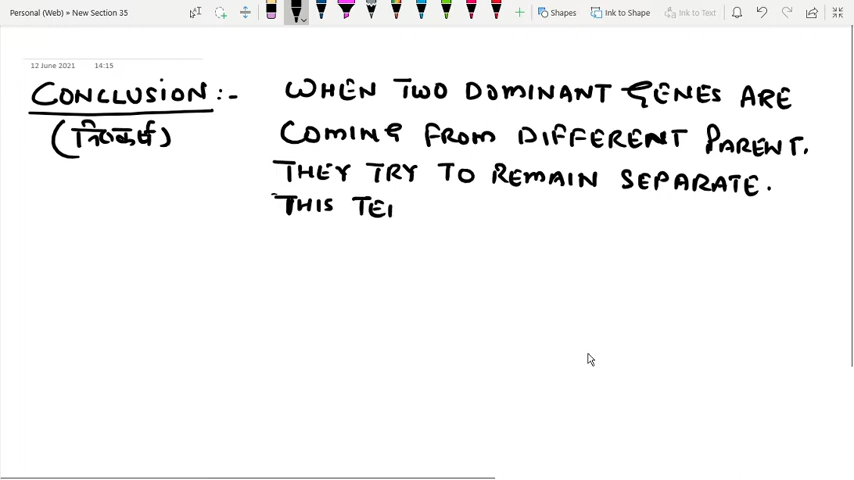 Personal (Web) » New Section 35
Shapes
Ink to Shape
Ink to Text
12 June 2021 14:15
CONCLUSION :- WHEN TWO DOMINANT GENES ARE
(निष्कर्ष) COMING FROM DIFFERENT PARENT.
THEY TRY TO REMAIN SEPARATE.
THIS TEI